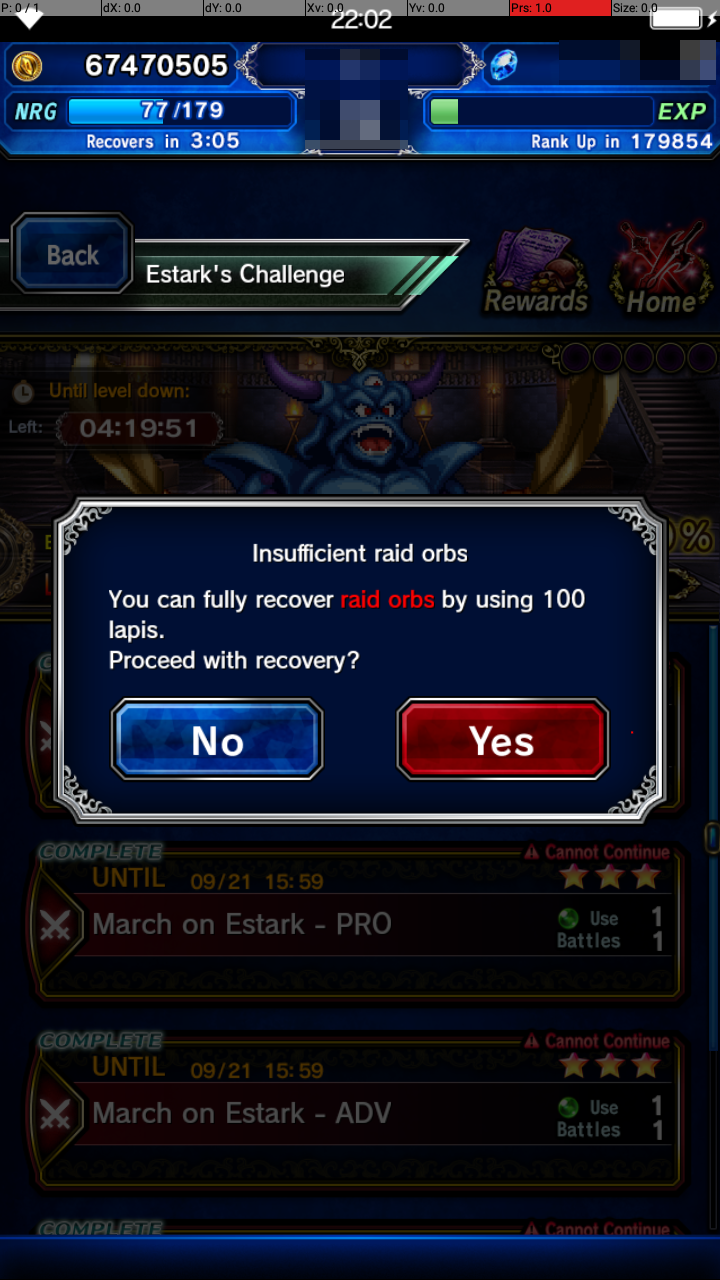 P: 0 / 1 dX: 0.0 dY: 0.0 Xv: 0.0 Yv: 0.0 Prs: 1.0 Size: 0.0
22:02
67470505
NRG 77/179 EXP
Recovers in 3:05 Rank Up in 179854
Back
Estark's Challenge
Rewards
Home
Until level down:
Left: 04:19:51
%
Insufficient raid orbs
You can fully recover raid orbs by using 100
lapis.
Proceed with recovery?
No Yes
COMPLETE Cannot Continue
UNTIL 09/21 15:59
March on Estark - PRO
Use 1
Battles 1
COMPLETE Cannot Continue
UNTIL 09/21 15:59
March on Estark - ADV
Use 1
Battles 1
COMPLETE Cannot Continue